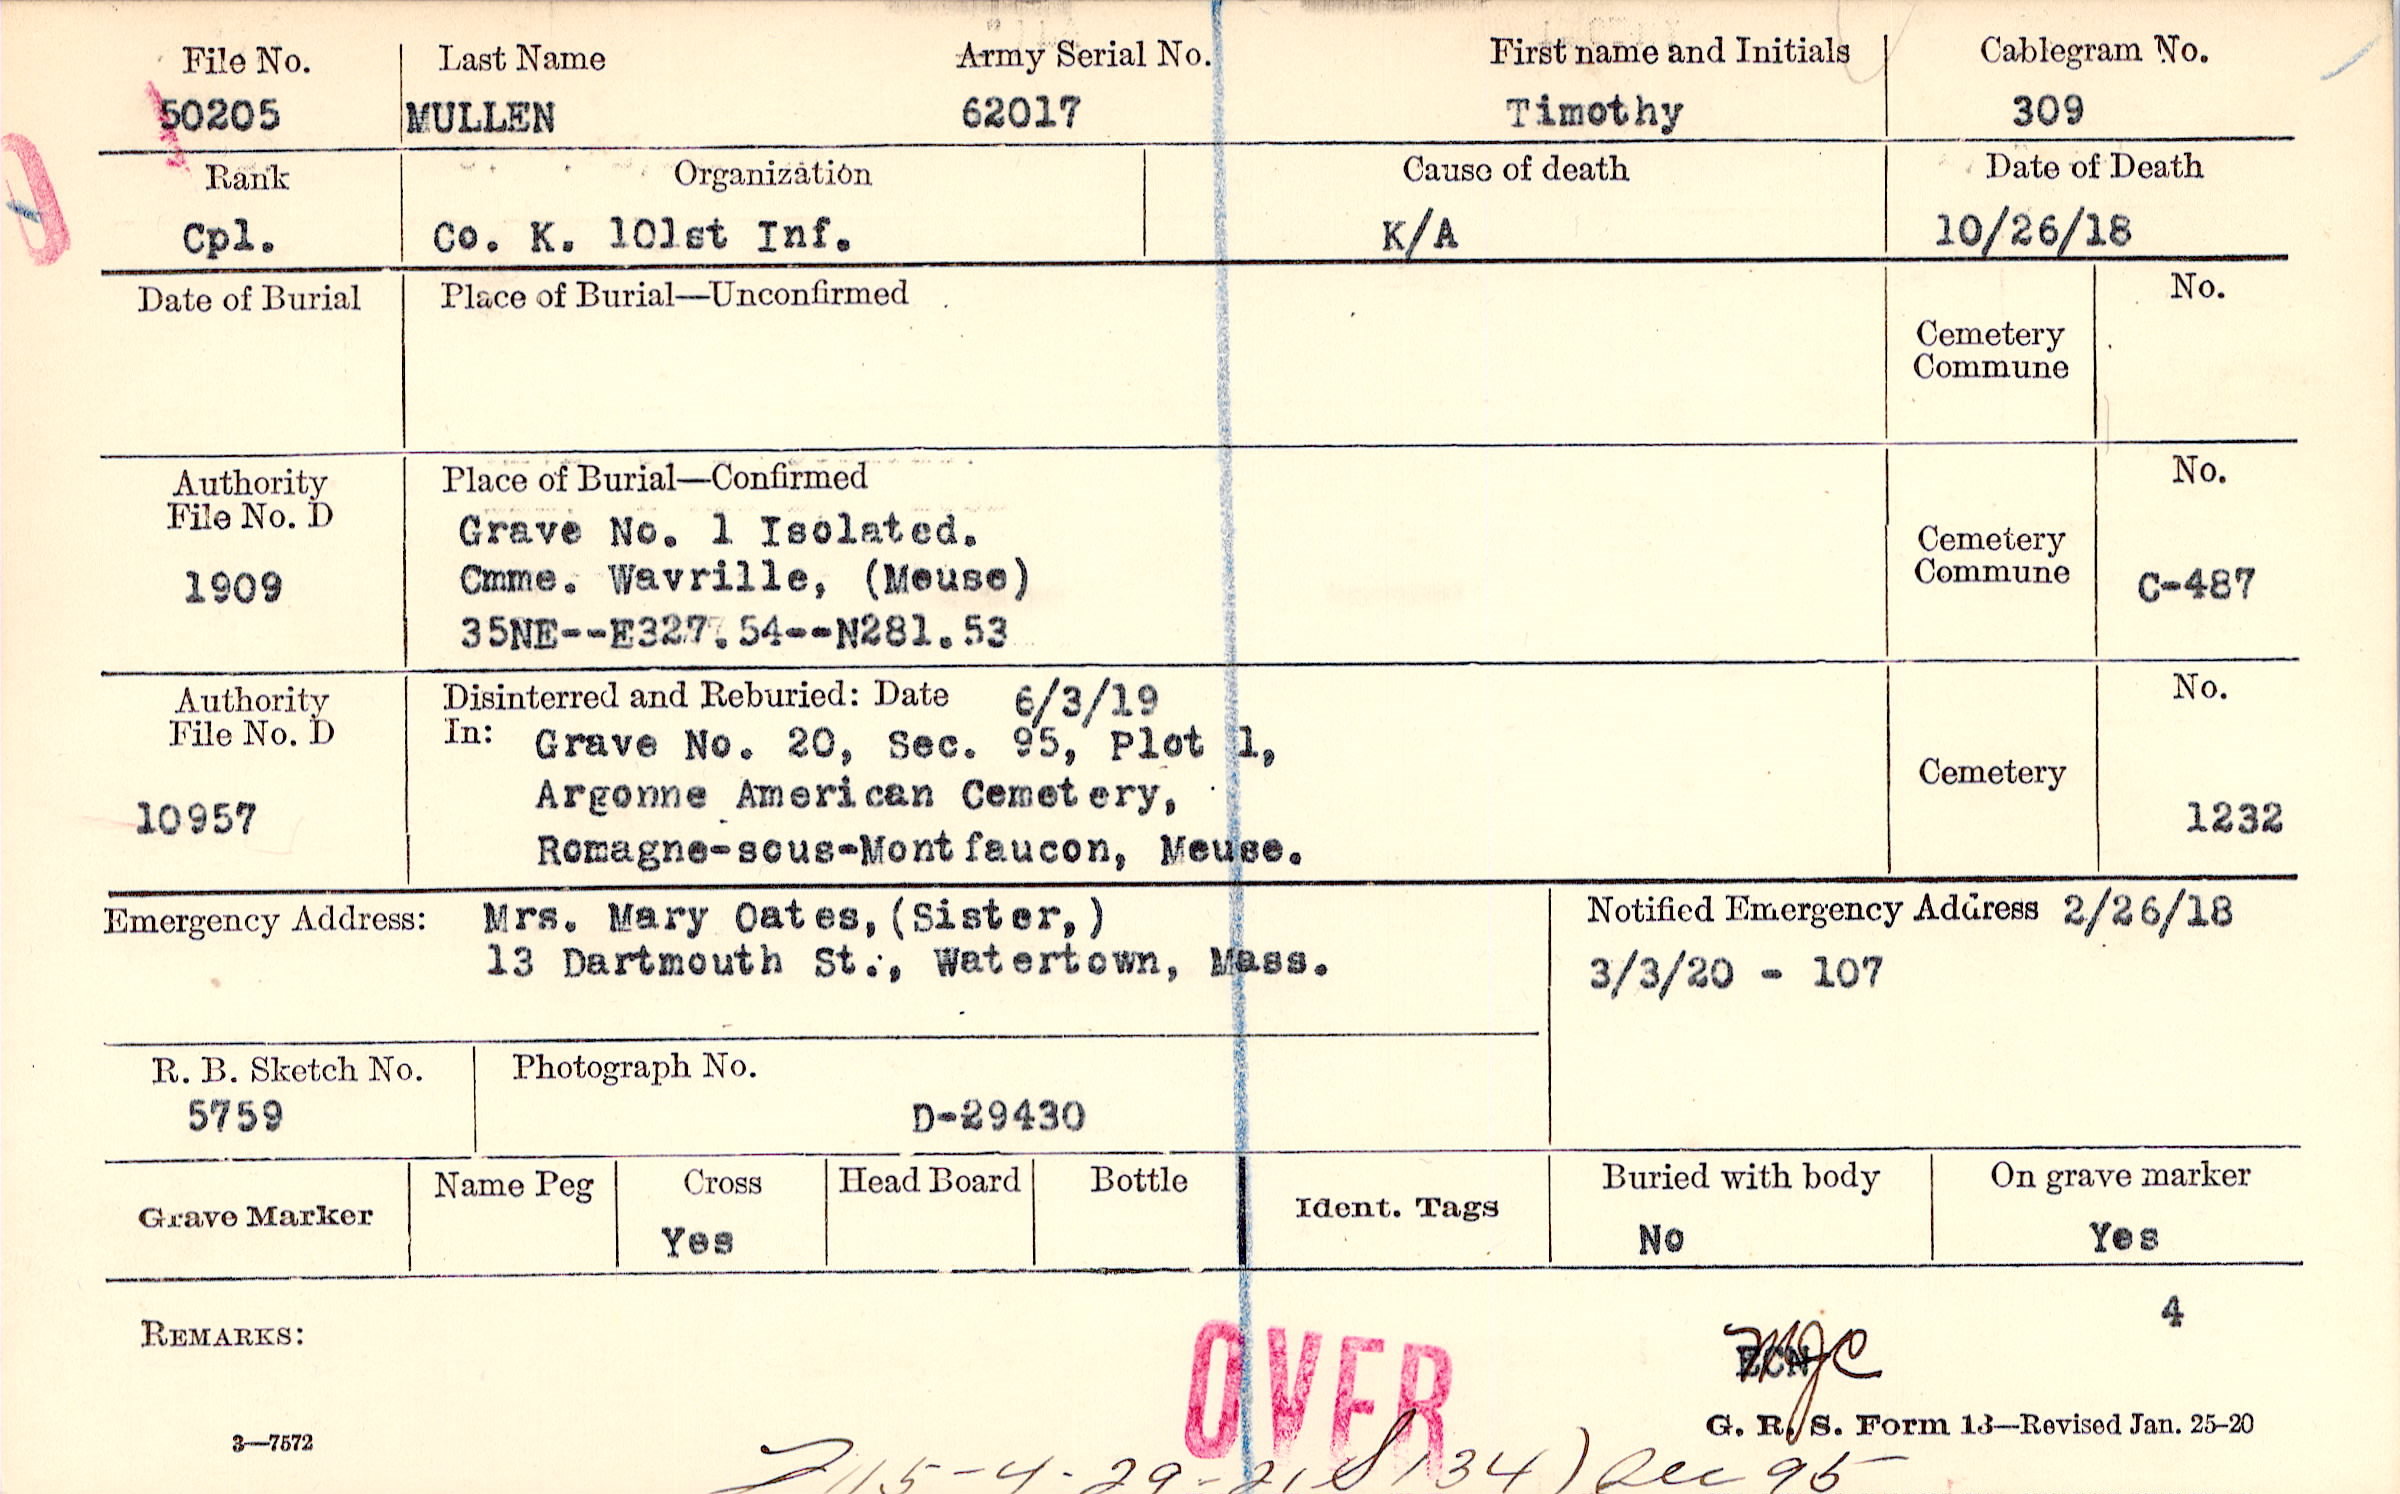 File No. Last Name Army Serial No. First name and Initials Cablegram No.
50205 MULLEN 62017 Timothy 309
Rank Organization Cause of death Date of Death
Cpl. Co. K. 101st Inf. K/A 10/26/18
Date of Burial Place of Burial—Unconfirmed No.
Cemetery
Commune
Authority Place of Burial—Confirmed No.
File No. D Grave No. 1 Isolated. Cemetery
1909 Cmme. Wavrille, (Meuse) Commune C-487
35NE--E327.54--N281.53
Authority Disinterred and Reburied: Date 6/3/19 No.
File No. D In: Grave No. 20, Sec. 95, Plot 1,
Argonne American Cemetery, Cemetery
10957 Romagne-sous-Montfaucon, Meuse. 1232
Emergency Address: Mrs. Mary Oates,(Sister,) Notified Emergency Address 2/26/18
13 Dartmouth St., Watertown, Mass. 3/3/20 - 107
R. B. Sketch No. Photograph No.
5759 D-29430
Grave Marker Name Peg Cross Head Board Bottle Ident. Tags Buried with body On grave marker
Yes No Yes
4
REMARKS:
OVER
G. R. S. Form 13—Revised Jan. 25-20
3—7572
15-4-29-21 S134) Sec 95